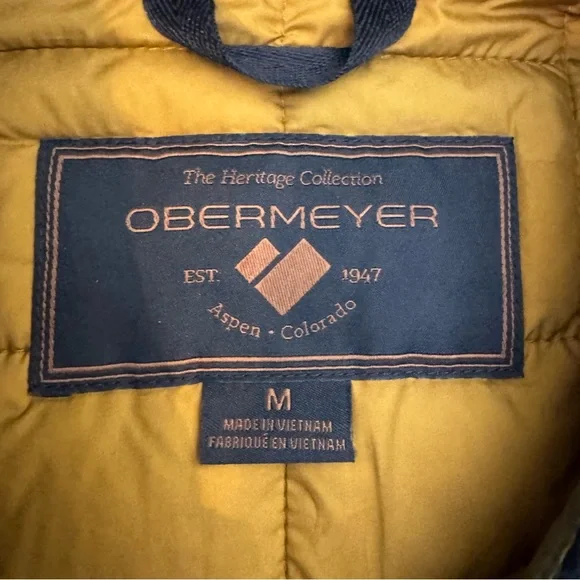 The Heritage Collection
OBERMEYER
EST. 1947
Aspen • Colorado
M
MADE IN VIETNAM
FABRIQUÉ EN VIETNAM